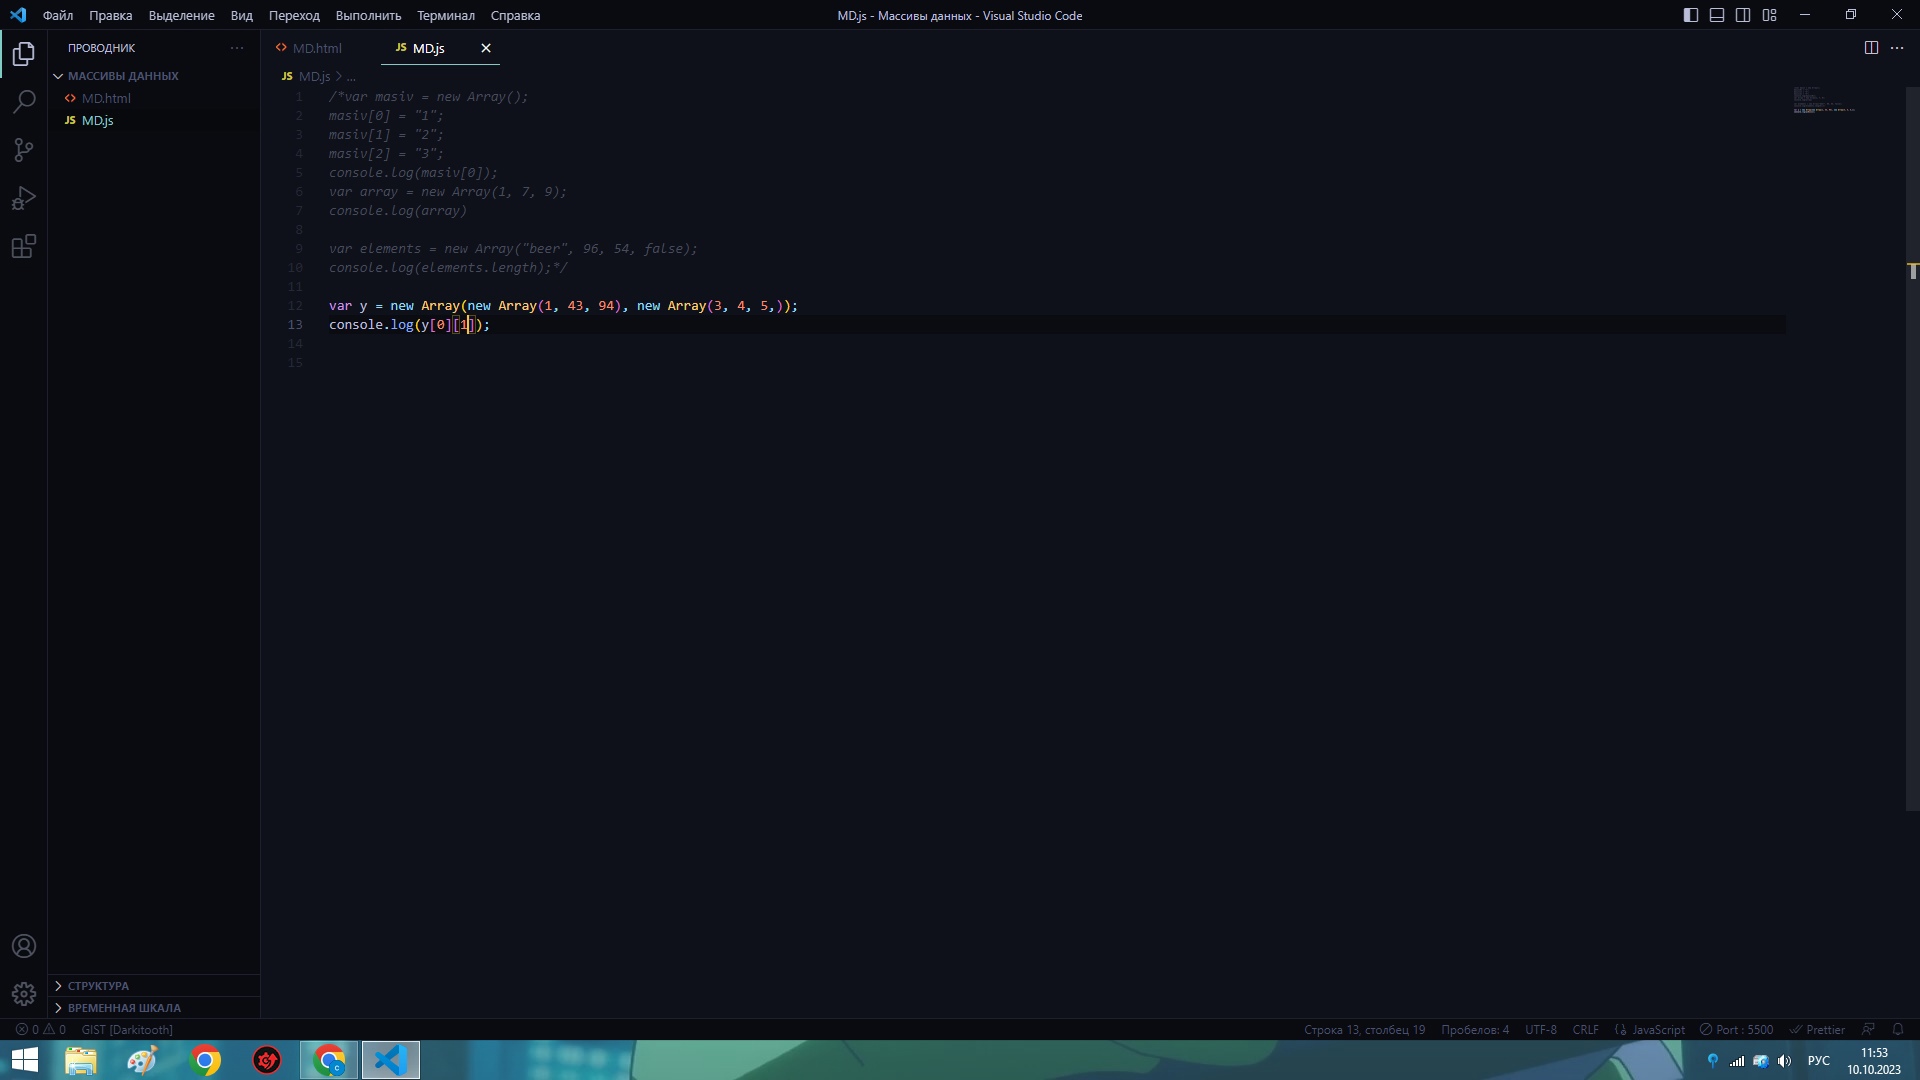 Файл Правка Выделение Вид Переход Выполнить Терминал Справка
MD.js - Массивы данных - Visual Studio Code
ПРОВОДНИК
МАССИВЫ ДАННЫХ
MD.html
JS MD.js
MD.html
JS MD.js
JS MD.js > ...
1 /*var masiv = new Array();
2 masiv[0] = "1";
3 masiv[1] = "2";
4 masiv[2] = "3";
5 console.log(masiv[0]);
6 var array = new Array(1, 7, 9);
7 console.log(array)
8
9 var elements = new Array("beer", 96, 54, false);
10 console.log(elements.length);*/
11
12 var y = new Array(new Array(1, 43, 94), new Array(3, 4, 5,));
13 console.log(y[0][1]);
14
15
СТРУКТУРА
ВРЕМЕННАЯ ШКАЛА
0 0 GIST [Darkitooth]
Строка 13, столбец 19 Пробелов: 4 UTF-8 CRLF JavaScript Port : 5500 Prettier
РУС
11:53
10.10.2023